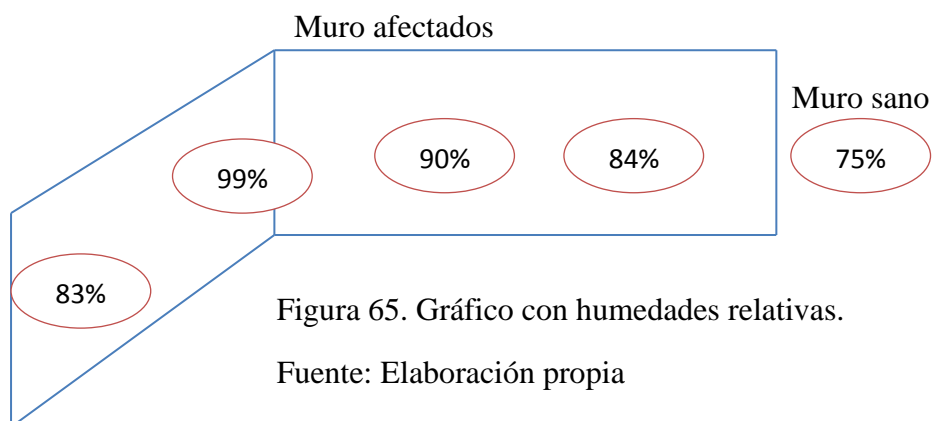 Muro afectados
Muro sano
99%
90%
84%
75%
83%
Figura 65. Gráfico con humedades relativas.
Fuente: Elaboración propia